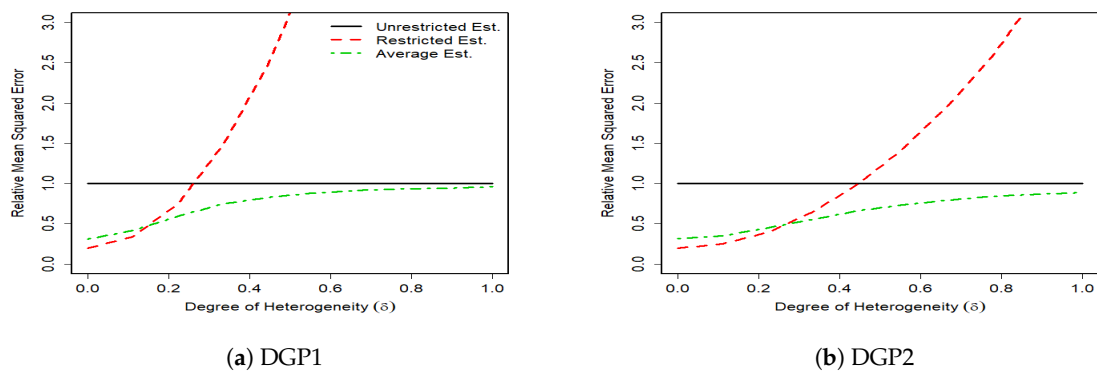 Relative Mean Squared Error
3.0
2.5
2.0
1.5
1.0
0.5
0.0
Unrestricted Est.
Restricted Est.
Average Est.
0.0 0.2 0.4 0.6 0.8 1.0
Degree of Heterogeneity (δ)
(a) DGP1
Relative Mean Squared Error
3.0
2.5
2.0
1.5
1.0
0.5
0.0
0.0 0.2 0.4 0.6 0.8 1.0
Degree of Heterogeneity (δ)
(b) DGP2